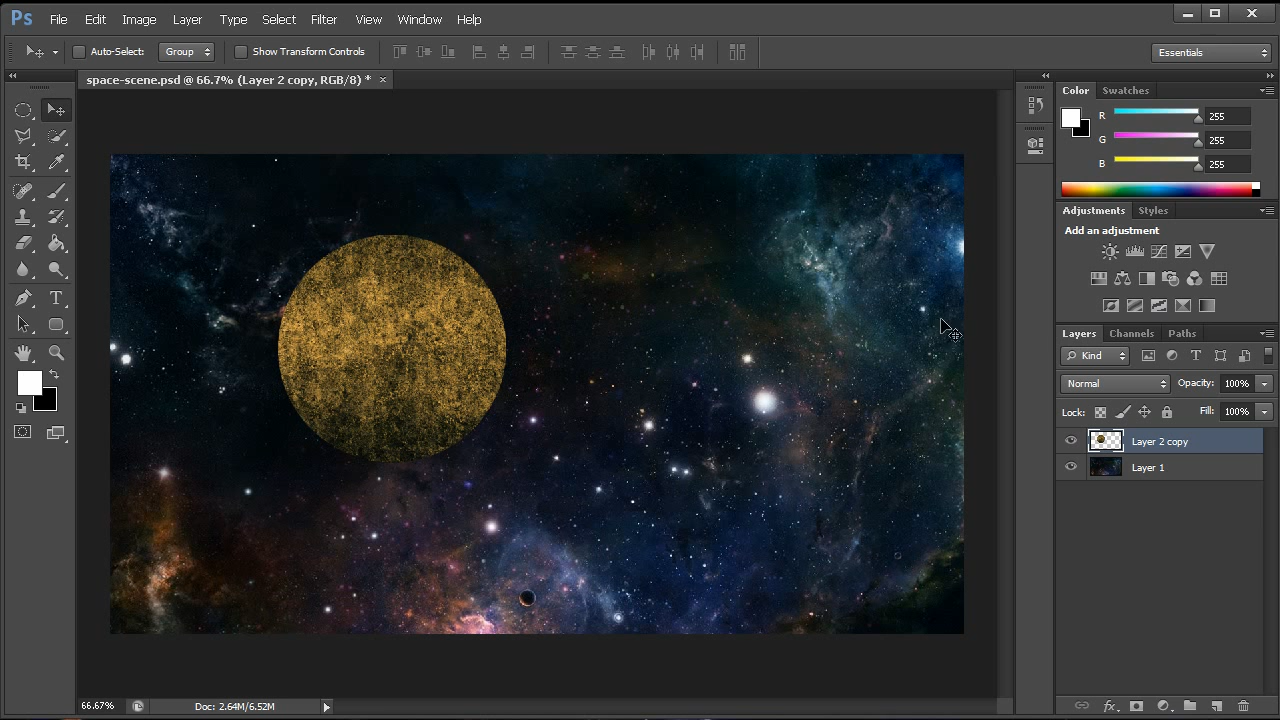 Ps File Edit Image Layer Type Select Filter View Window Help
Auto-Select: Group Show Transform Controls Essentials
space-scene.psd @ 66.7% (Layer 2 copy, RGB/8) * ×
Color Swatches
R 255
G 255
B 255
Adjustments Styles
Add an adjustment
Layers Channels Paths
Kind
Normal Opacity: 100%
Lock: Fill: 100%
Layer 2 copy
Layer 1
66.67% Doc: 2.64M/6.52M